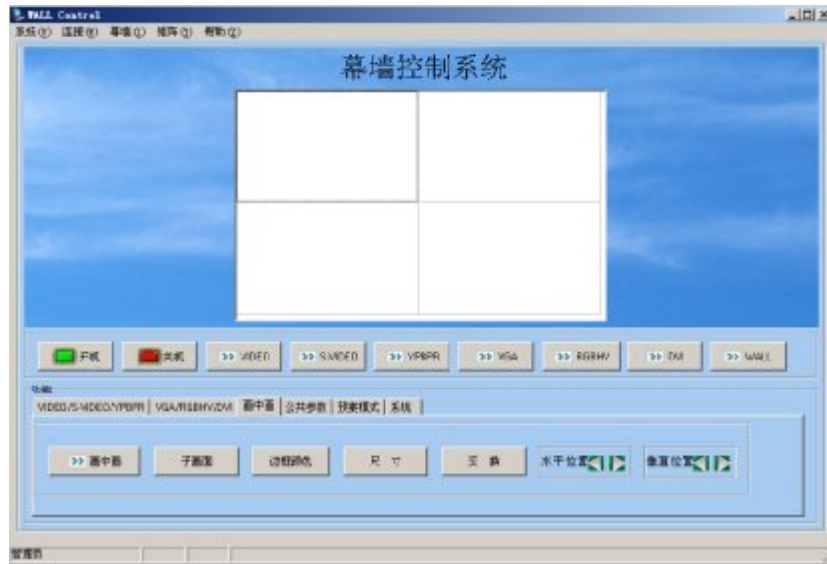 WALL Control
系统(Y) 连接(W) 幕墙(Q) 矩阵(J) 帮助(Z)
幕墙控制系统
开机 关机 >> VIDEO >> S-VIDEO >> YPBPR >> VGA >> RGBHV >> DVI >> WALL
功能
VIDEO/S-VIDEO/YPBPR VGA/RGBHV/DVI 画中画 公共参数 预案模式 系统
>> 画中画 子画面 边框颜色 尺寸 交换 水平位置 垂直位置
管理员